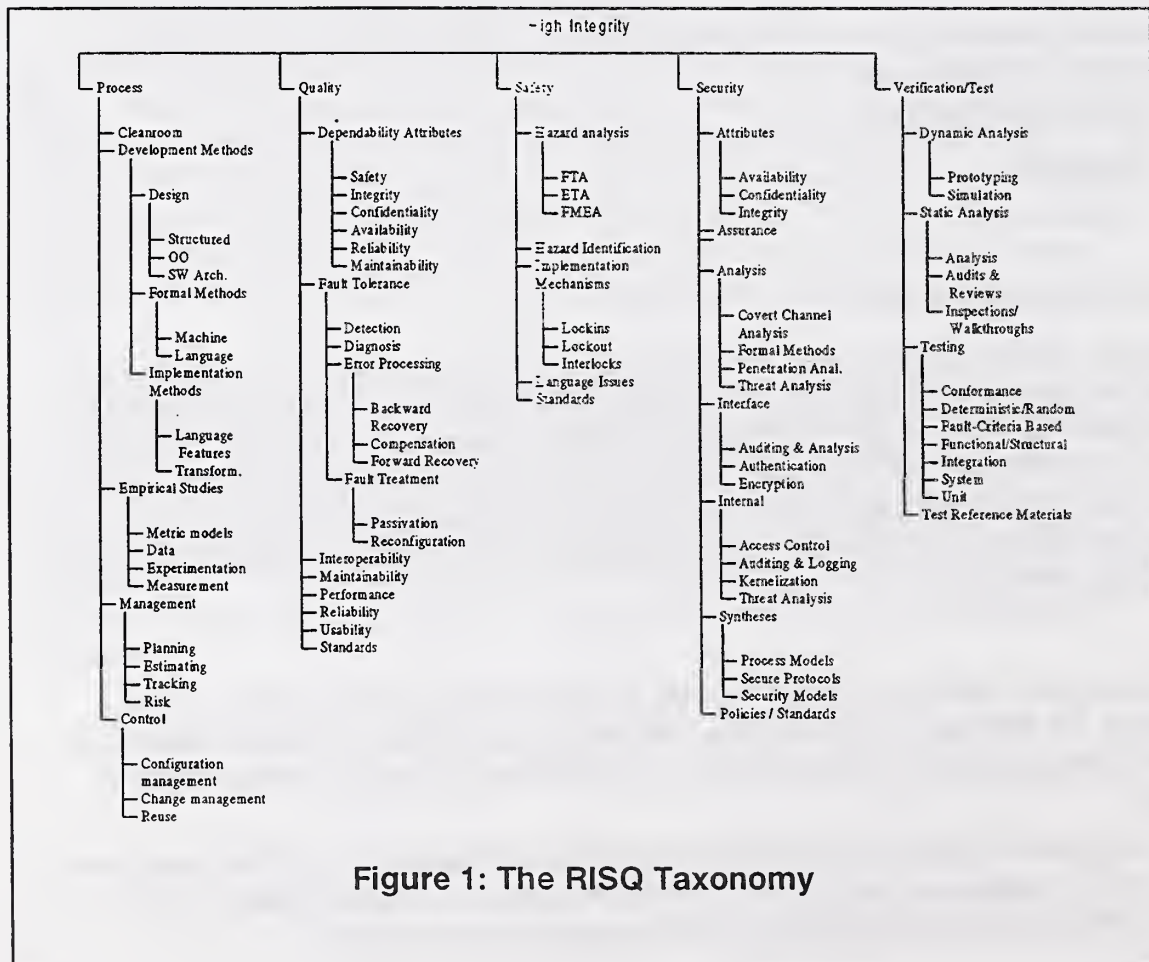 High Integrity
Process
Cleanroom
Development Methods
Design
Structured
OO
SW Arch.
Formal Methods
Machine
Language
Implementation
Methods
Language
Features
Transform.
Empirical Studies
Metric models
Data
Experimentation
Measurement
Management
Planning
Estimating
Tracking
Risk
Control
Configuration
management
Change management
Reuse
Quality
Dependability Attributes
Safety
Integrity
Confidentiality
Availability
Reliability
Maintainability
Fault Tolerance
Detection
Diagnosis
Error Processing
Backward
Recovery
Compensation
Forward Recovery
Fault Treatment
Passivation
Reconfiguration
Interoperability
Maintainability
Performance
Reliability
Usability
Standards
Safety
Hazard analysis
FTA
ETA
FMEA
Hazard Identification
Implementation
Mechanisms
Lockins
Lockout
Interlocks
Language Issues
Standards
Security
Attributes
Availability
Confidentiality
Integrity
Assurance
Analysis
Covert Channel
Analysis
Formal Methods
Penetration Anal.
Threat Analysis
Interface
Auditing & Analysis
Authentication
Encryption
Internal
Access Control
Auditing & Logging
Kernelization
Threat Analysis
Syntheses
Process Models
Secure Protocols
Security Models
Policies / Standards
Verification/Test
Dynamic Analysis
Prototyping
Simulation
Static Analysis
Analysis
Audits &
Reviews
Inspections/
Walkthroughs
Testing
Conformance
Deterministic/Random
Fault-Criteria Based
Functional/Structural
Integration
System
Unit
Test Reference Materials
Figure 1: The RISQ Taxonomy